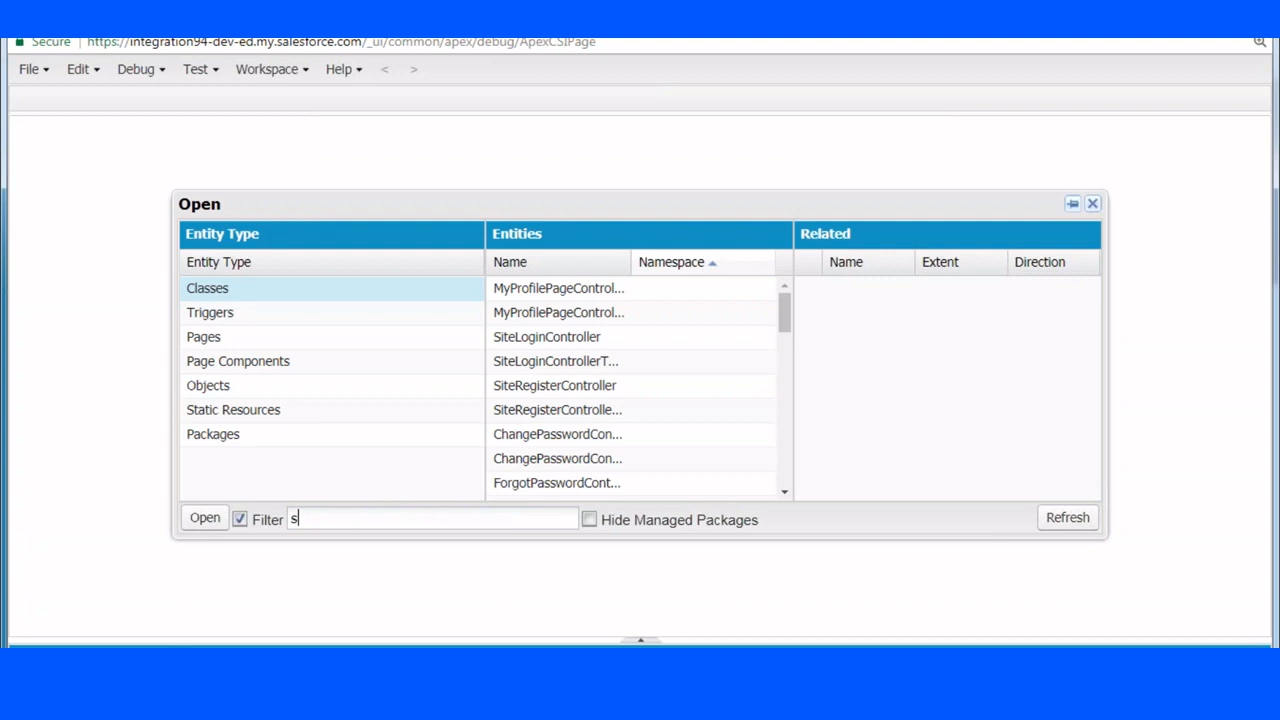 Secure | https://integration94-dev-ed.my.salesforce.com/_ui/common/apex/debug/ApexCSIPage
File Edit Debug Test Workspace Help < >
Open
Entity Type Entities Related
Entity Type Name Namespace Name Extent Direction
Classes MyProfilePageControl...
Triggers MyProfilePageControl...
Pages SiteLoginController
Page Components SiteLoginControllerT...
Objects SiteRegisterController
Static Resources SiteRegisterControlle...
Packages ChangePasswordCon...
ChangePasswordCon...
ForgotPasswordCont...
Open Filter s Hide Managed Packages Refresh